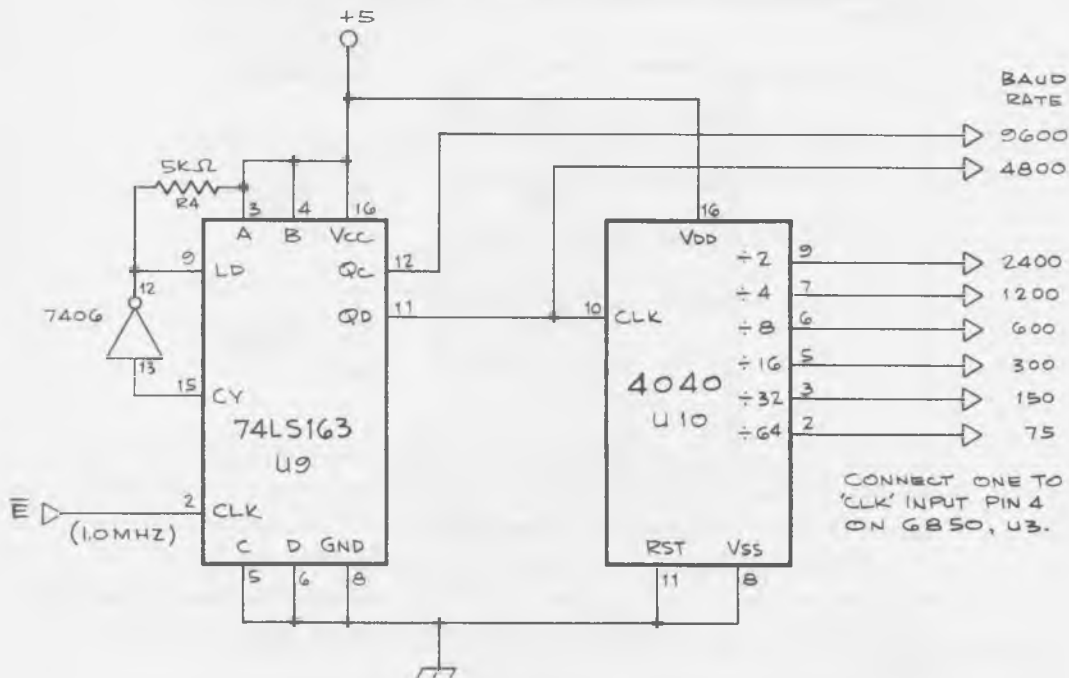 +5
BAUD
RATE
9600
4800
5KΩ
R4
3 4 16
A B VCC
9 LD
QC 12
12
7406
13
QD 11
15 CY
74LS163
U9
E̅
(1.0MHZ)
2 CLK
C D GND
5 6 8
16
VDD
10 CLK
4040
U10
÷2 9 2400
÷4 7 1200
÷8 6 600
÷16 5 300
÷32 3 150
÷64 2 75
RST VSS
11 8
CONNECT ONE TO
'CLK' INPUT PIN 4
ON 6850, U3.